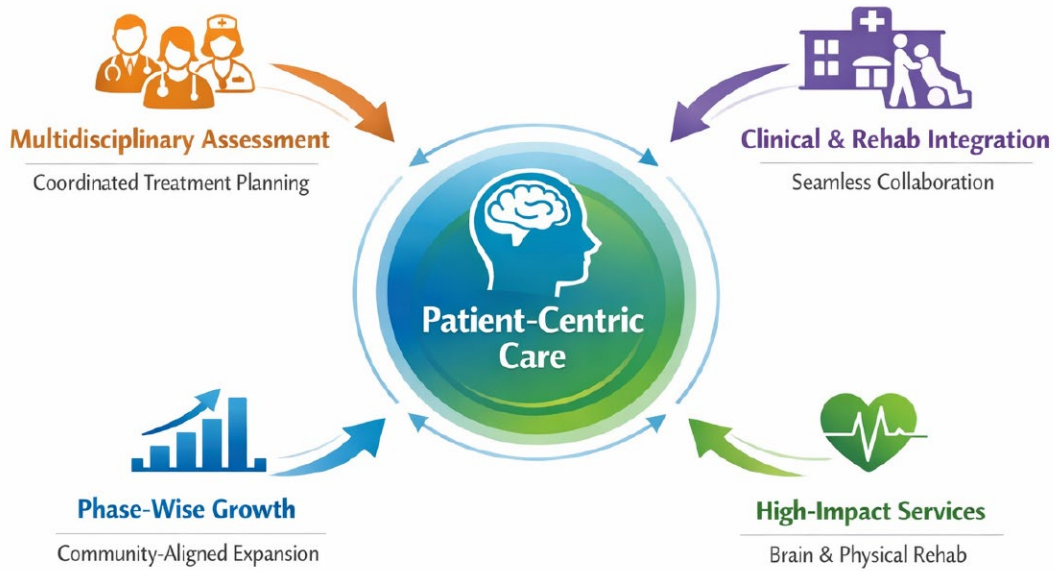 Multidisciplinary Assessment
Coordinated Treatment Planning
Clinical & Rehab Integration
Seamless Collaboration
Patient-Centric
Care
Phase-Wise Growth
Community-Aligned Expansion
High-Impact Services
Brain & Physical Rehab